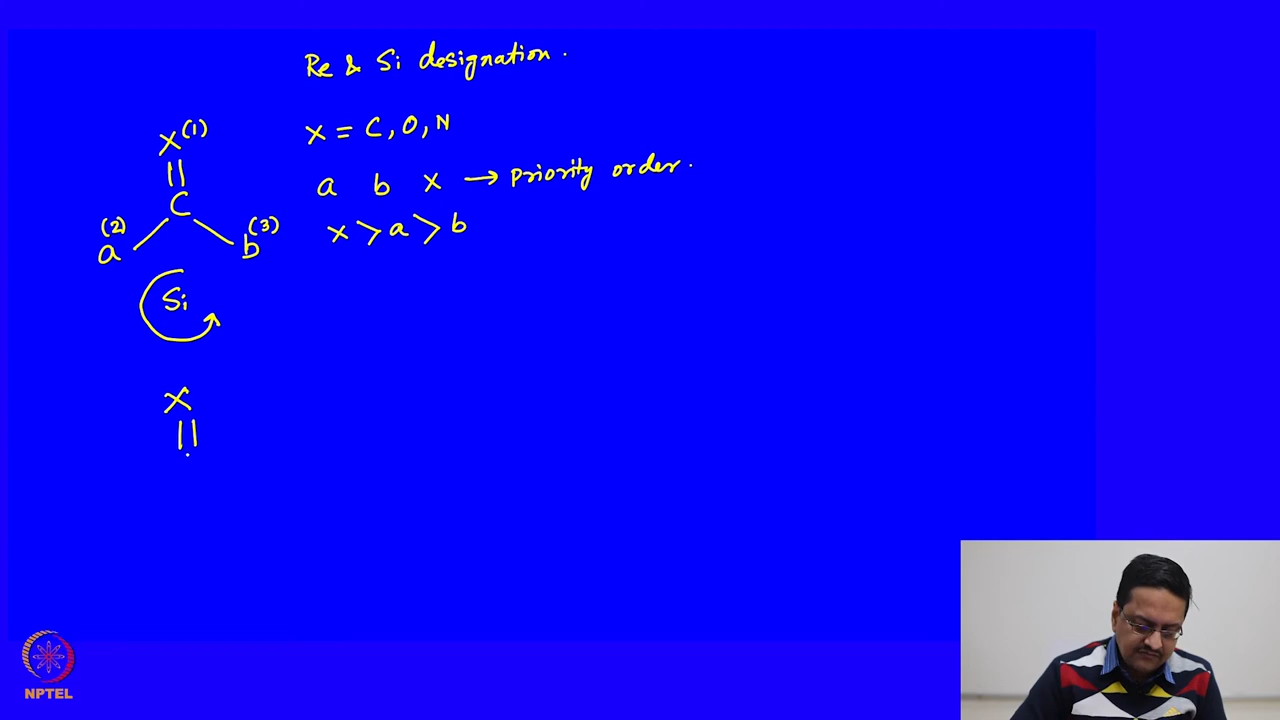 Re & Si designation.
X (1)
||
C
(2) (3)
a b
Si
X = C, O, N
a b x → Priority order.
x > a > b
X
||
NPTEL